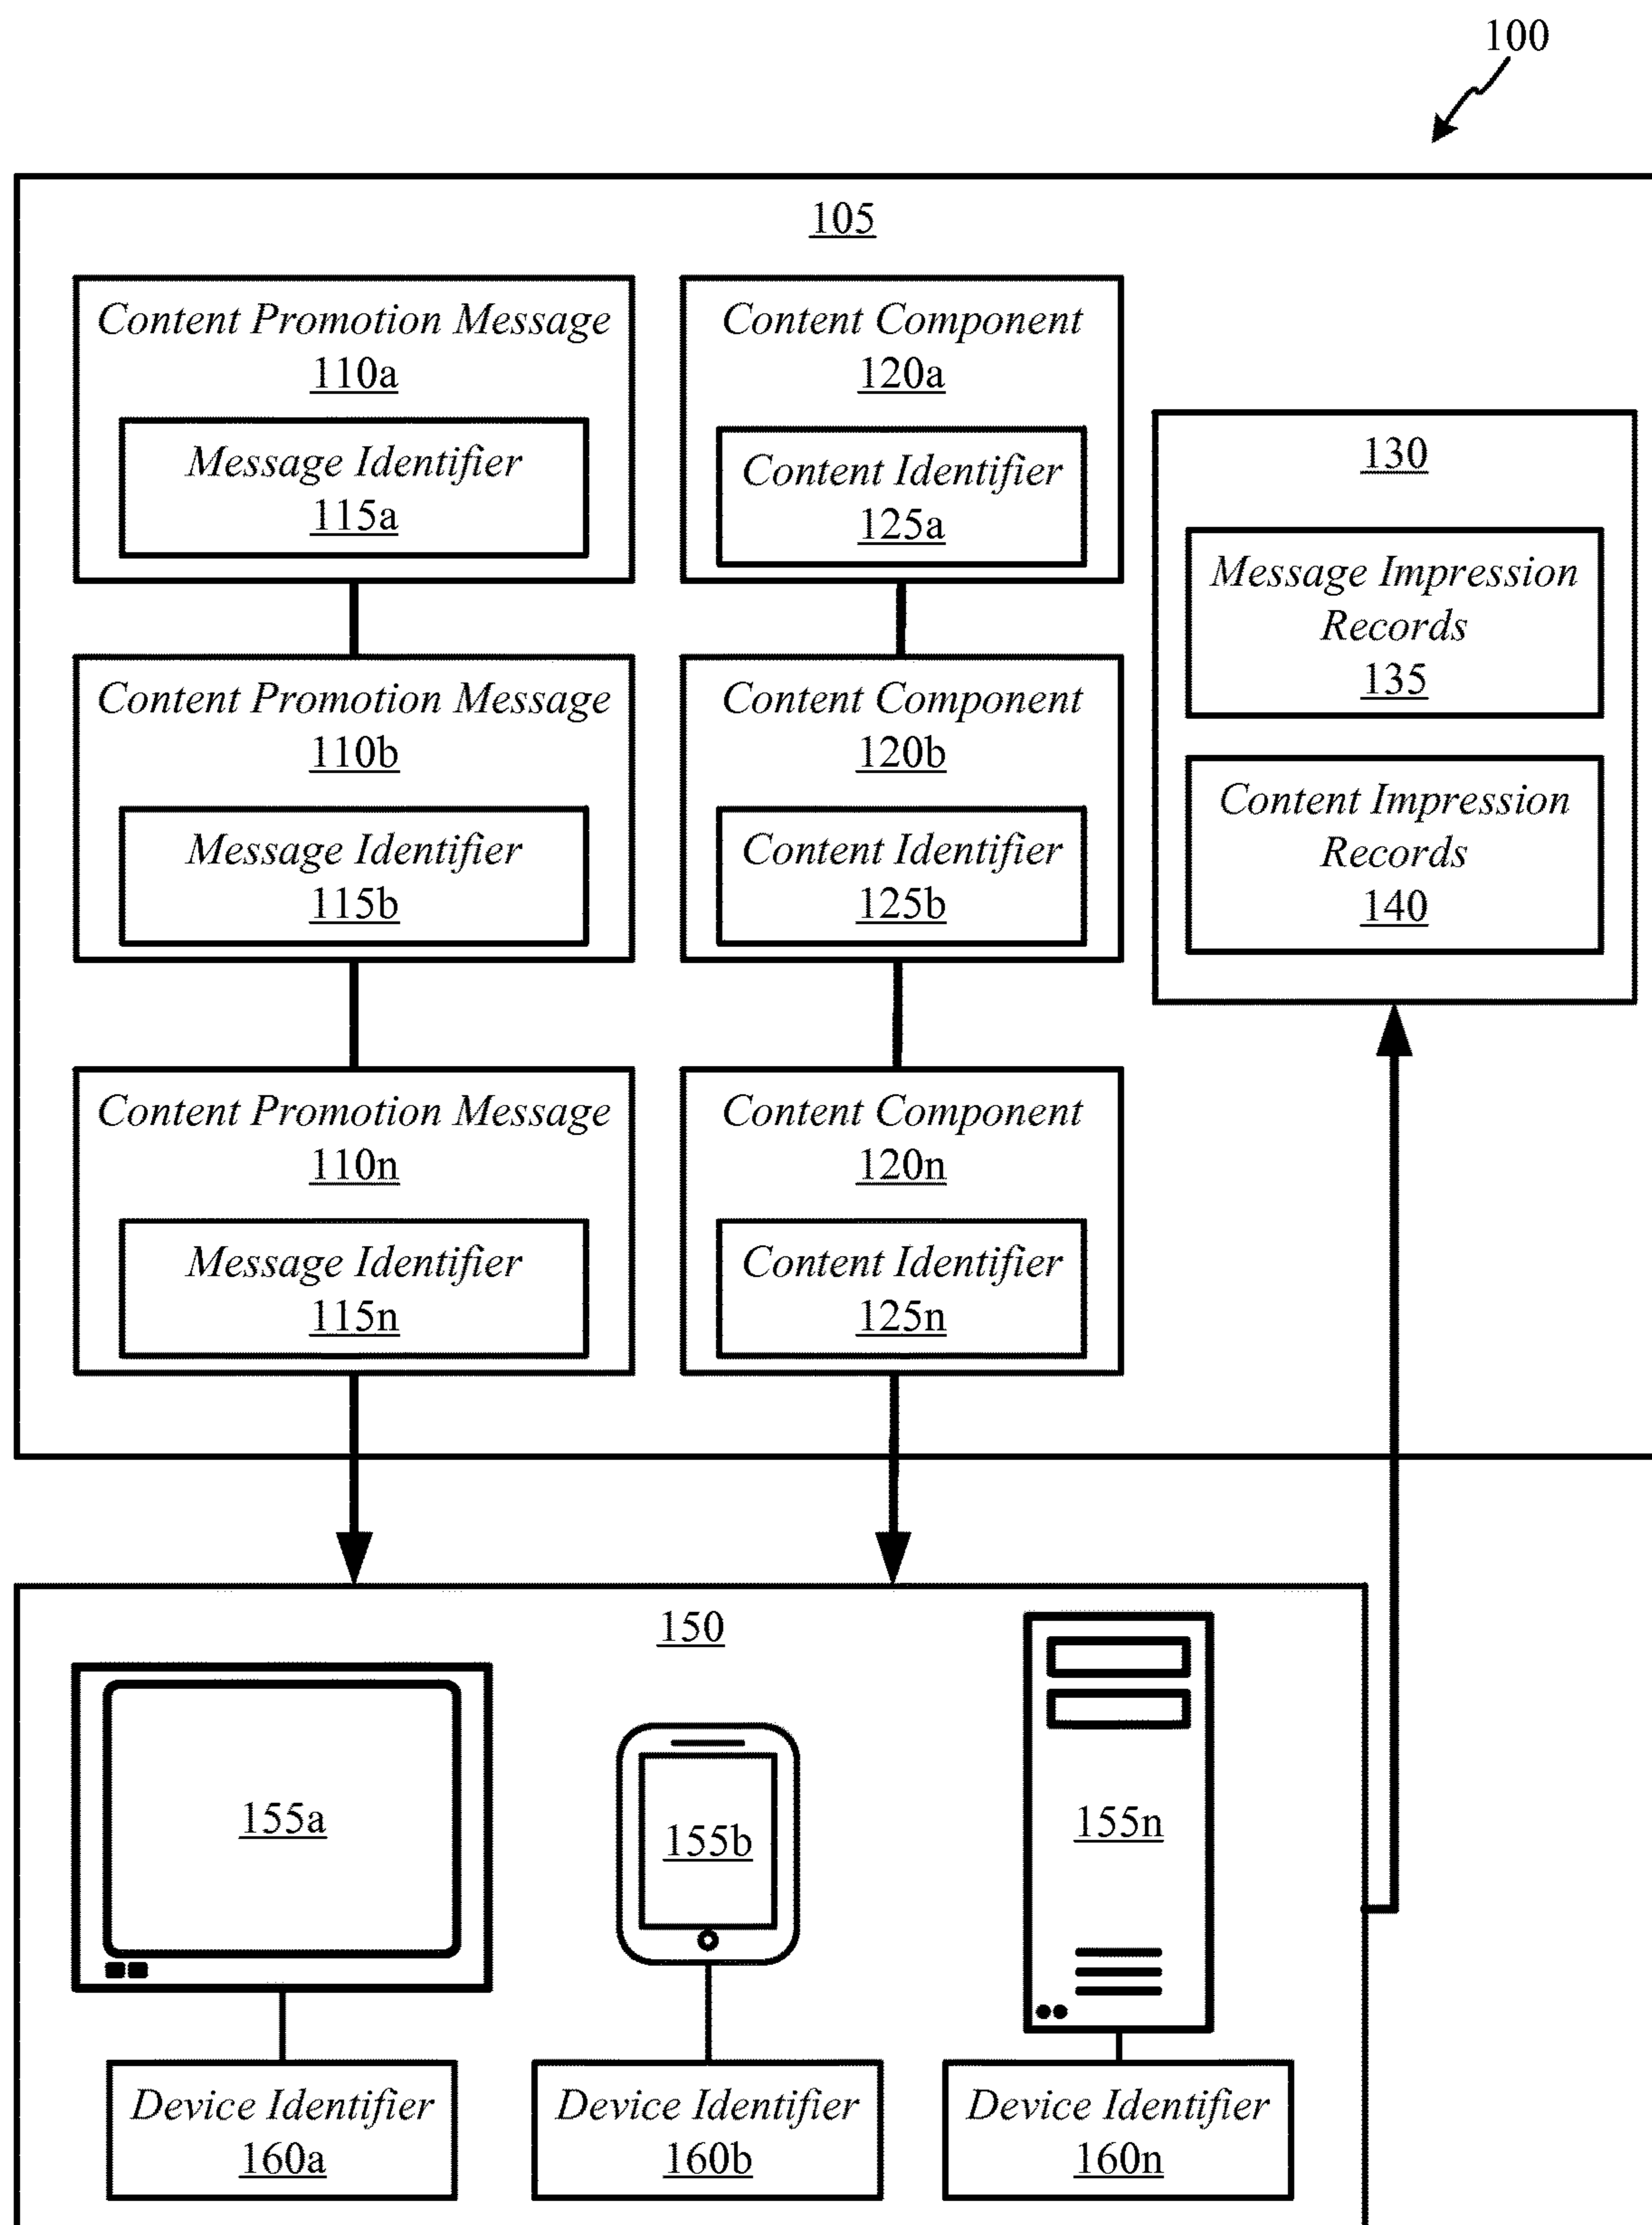 100
105
Content Promotion Message
110a
Message Identifier
115a
Content Component
120a
Content Identifier
125a
130
Message Impression
Records
135
Content Impression
Records
140
Content Promotion Message
110b
Message Identifier
115b
Content Component
120b
Content Identifier
125b
Content Promotion Message
110n
Message Identifier
115n
Content Component
120n
Content Identifier
125n
150
155a
155b
155n
Device Identifier
160a
Device Identifier
160b
Device Identifier
160n